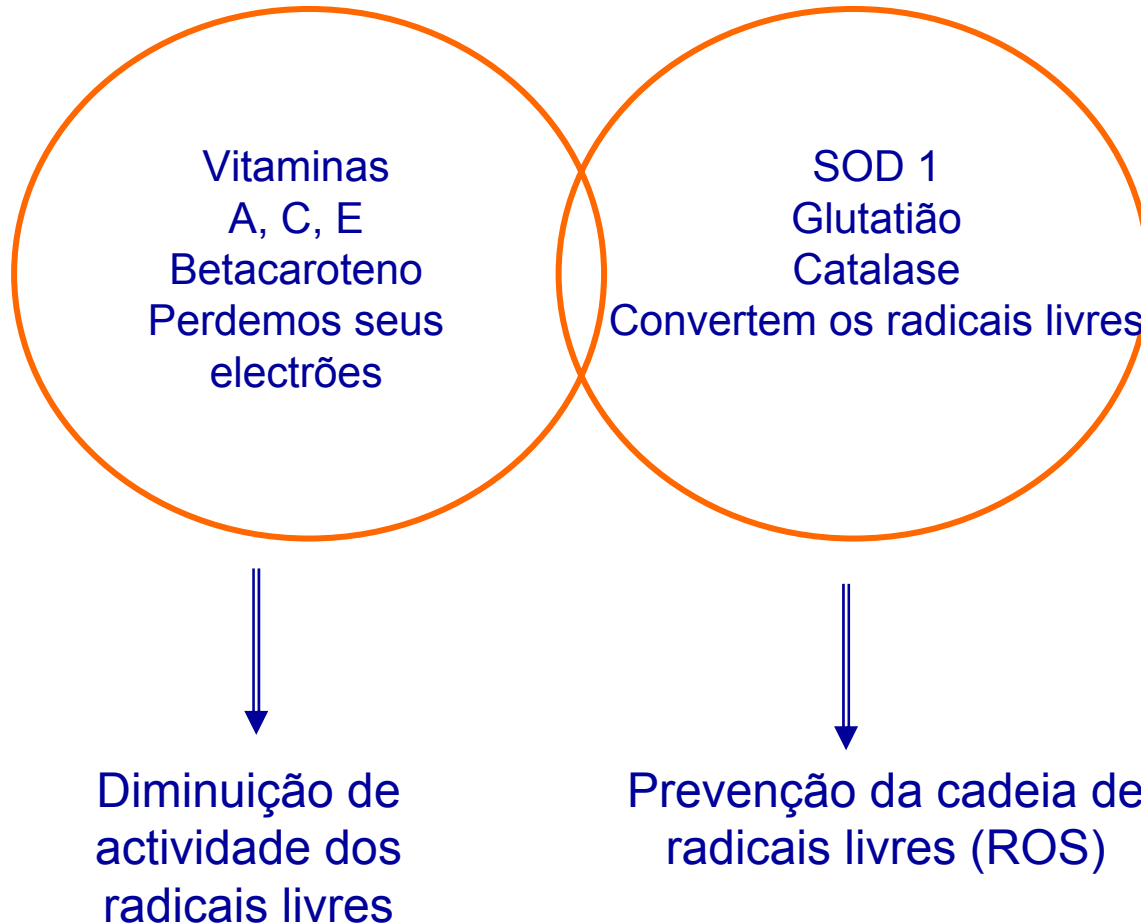 Vitaminas
A, C, E
Betacaroteno
Perdemos seus
electrões
SOD 1
Glutatião
Catalase
Convertem os radicais livres
Diminuição de
actividade dos
radicais livres
Prevenção da cadeia de
radicais livres (ROS)